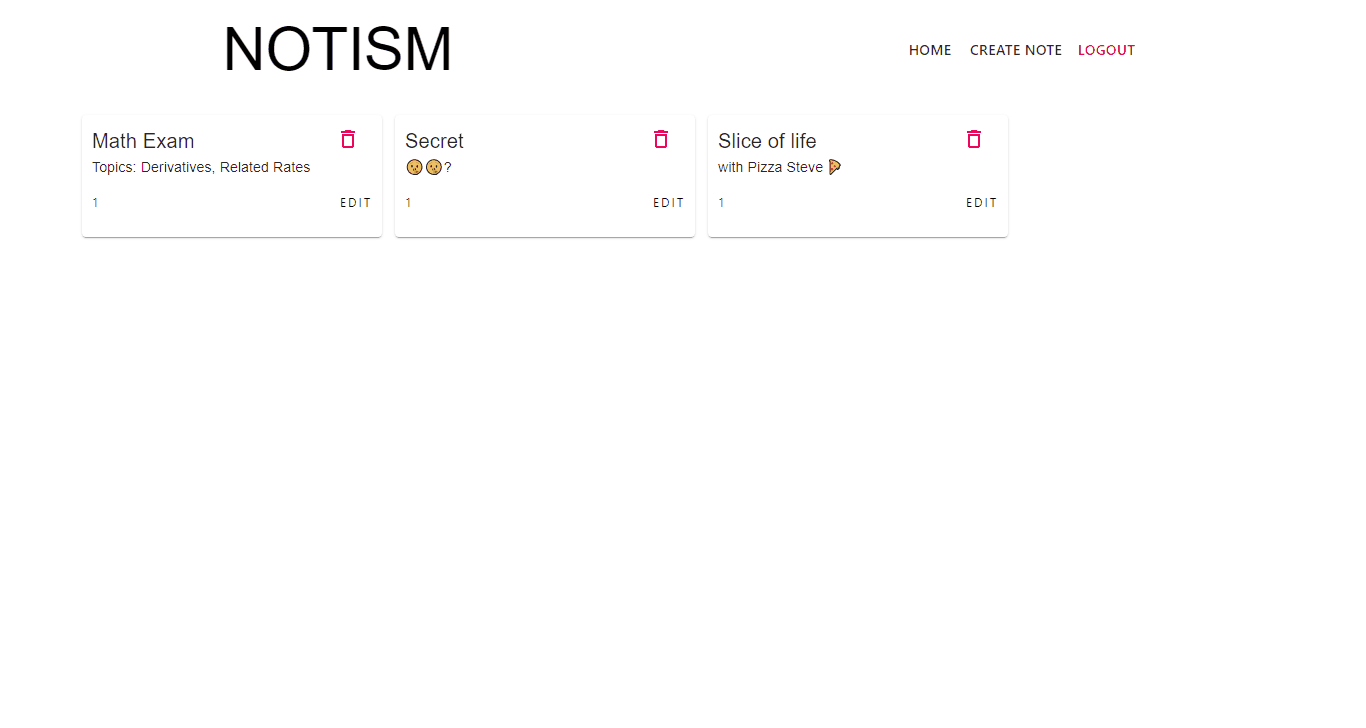 NOTISM
HOME CREATE NOTE LOGOUT
Math Exam
Topics: Derivatives, Related Rates
1 EDIT
Secret
🤫🤫?
1 EDIT
Slice of life
with Pizza Steve 🍕
1 EDIT